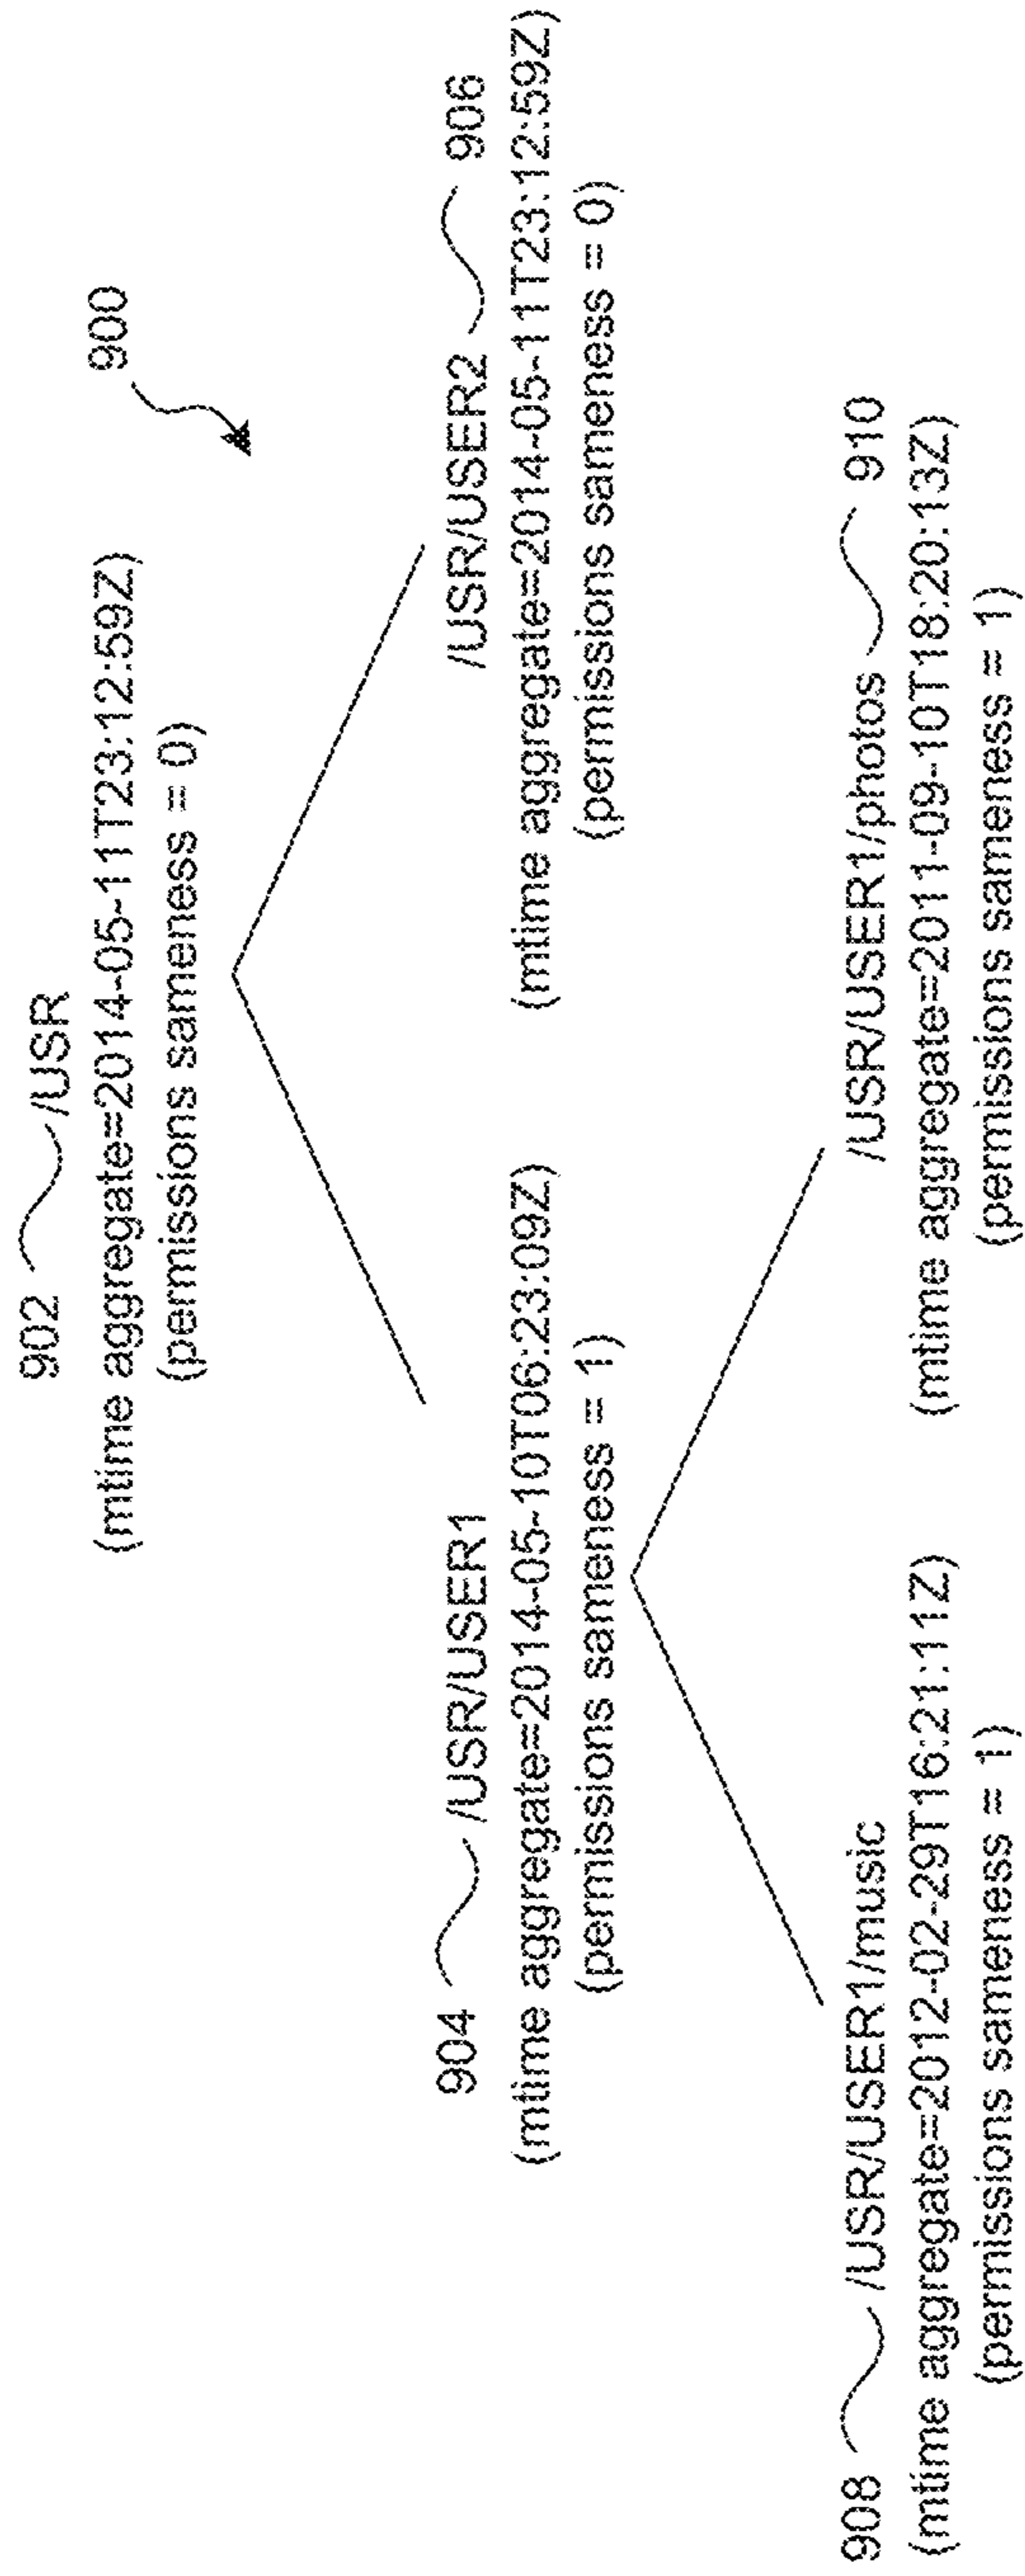 900
902 /USR
(mtime aggregate=2014-05-11T23:12:59Z)
(permissions sameness = 0)
904 /USR/USER1
(mtime aggregate=2014-05-10T06:23:09Z)
(permissions sameness = 1)
/USR/USER2 906
(mtime aggregate=2014-05-11T23:12:59Z)
(permissions sameness = 0)
908 /USR/USER1/music
(mtime aggregate=2012-02-29T16:21:11Z)
(permissions sameness = 1)
/USR/USER1/photos 910
(mtime aggregate=2011-09-10T18:20:13Z)
(permissions sameness = 1)